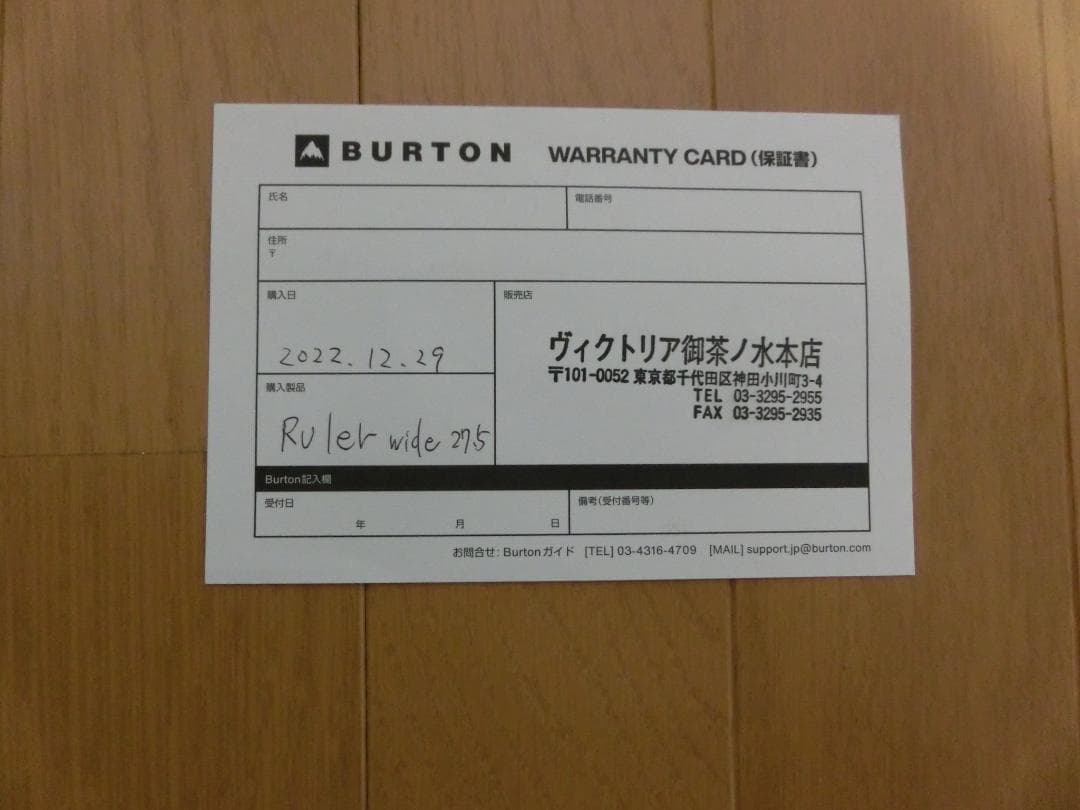 BURTON WARRANTY CARD(保証書)
氏名
電話番号
住所
〒
購入日
2022.12.29
販売店
ヴィクトリア御茶ノ水本店
〒101-0052 東京都千代田区神田小川町3-4
TEL 03-3295-2955
FAX 03-3295-2935
購入製品
Ruler wide 27.5
Burton記入欄
受付日
年 月 日
備考(受付番号等)
お問合せ: Burtonガイド [TEL] 03-4316-4709 [MAIL] support.jp@burton.com